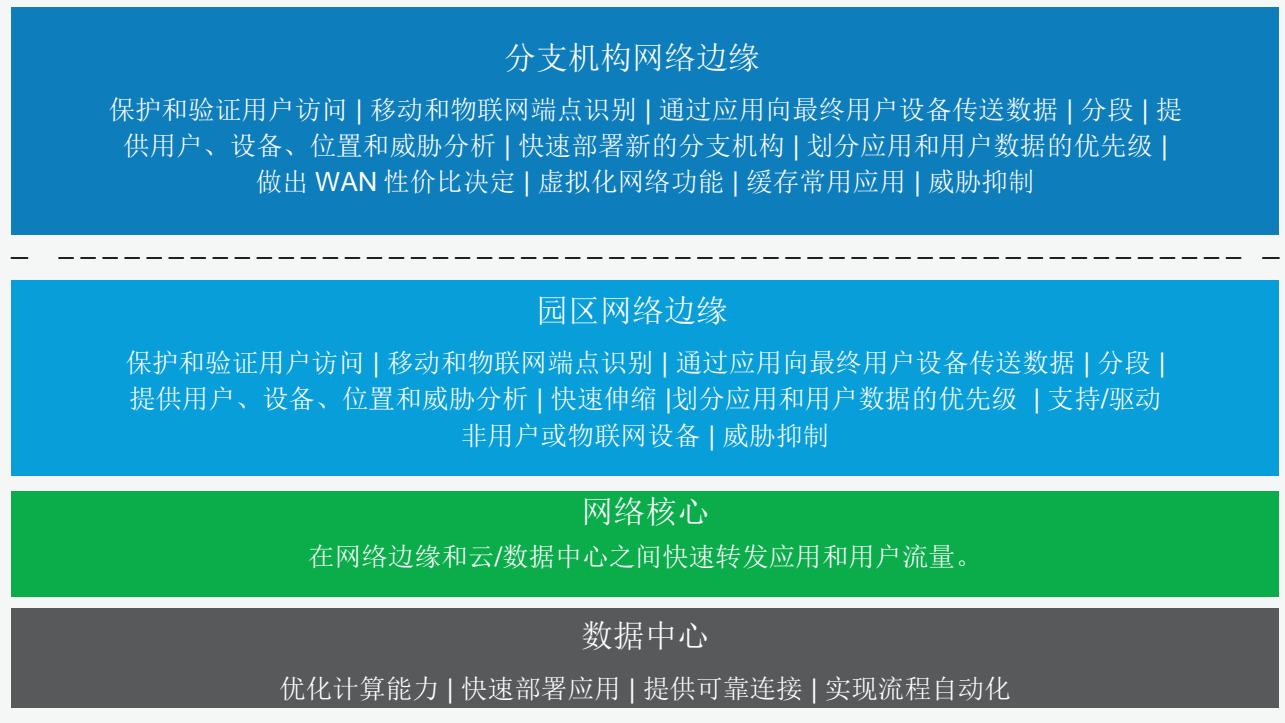 分支机构网络边缘
保护和验证用户访问 | 移动和物联网端点识别 | 通过应用向最终用户设备传送数据 | 分段 | 提
供用户、设备、位置和威胁分析 | 快速部署新的分支机构 | 划分应用和用户数据的优先级 |
做出 WAN 性价比决定 | 虚拟化网络功能 | 缓存常用应用 | 威胁抑制
园区网络边缘
保护和验证用户访问 | 移动和物联网端点识别 | 通过应用向最终用户设备传送数据 | 分段 |
提供用户、设备、位置和威胁分析 | 快速伸缩 |划分应用和用户数据的优先级 | 支持/驱动
非用户或物联网设备 | 威胁抑制
网络核心
在网络边缘和云/数据中心之间快速转发应用和用户流量。
数据中心
优化计算能力 | 快速部署应用 | 提供可靠连接 | 实现流程自动化